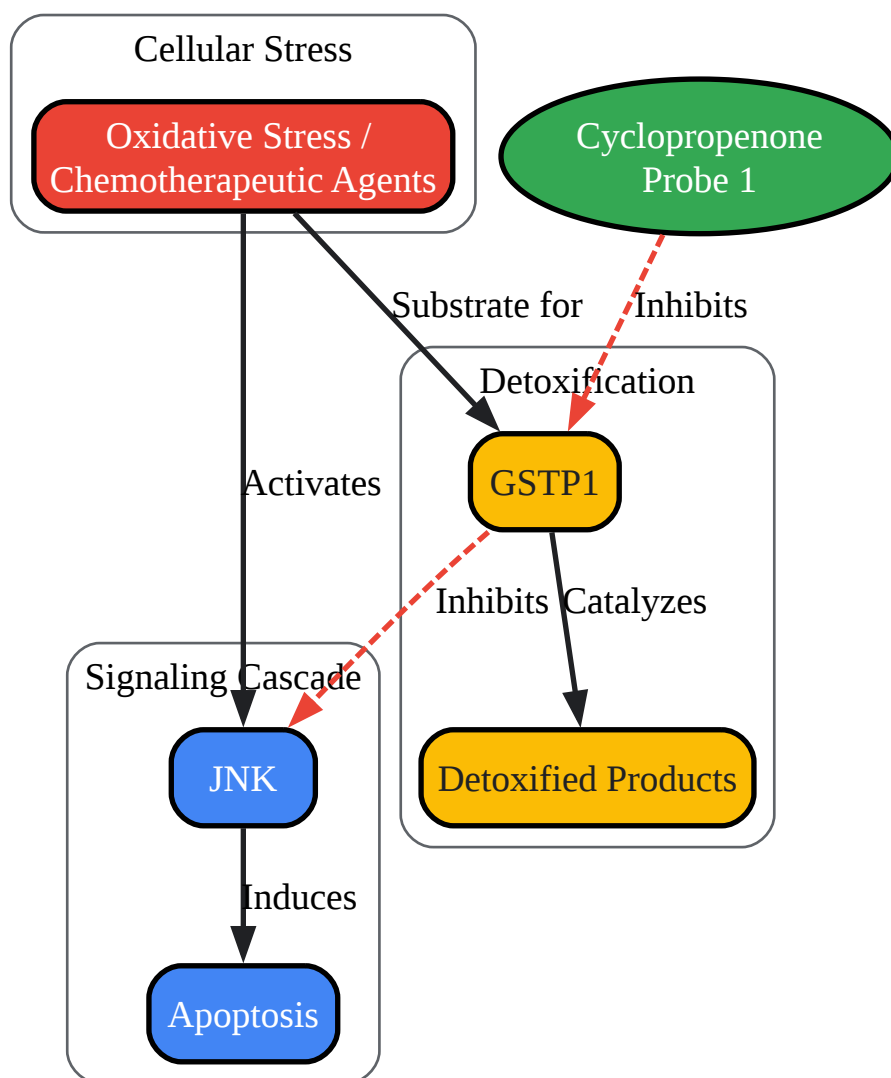 Cellular Stress
Oxidative Stress /
Chemotherapeutic Agents
Cyclopropenone
Probe 1
Substrate for
Inhibits
Detoxification
GSTP1
Activates
Inhibits
Catalyzes
Signaling Cascade
JNK
Detoxified Products
Induces
Apoptosis